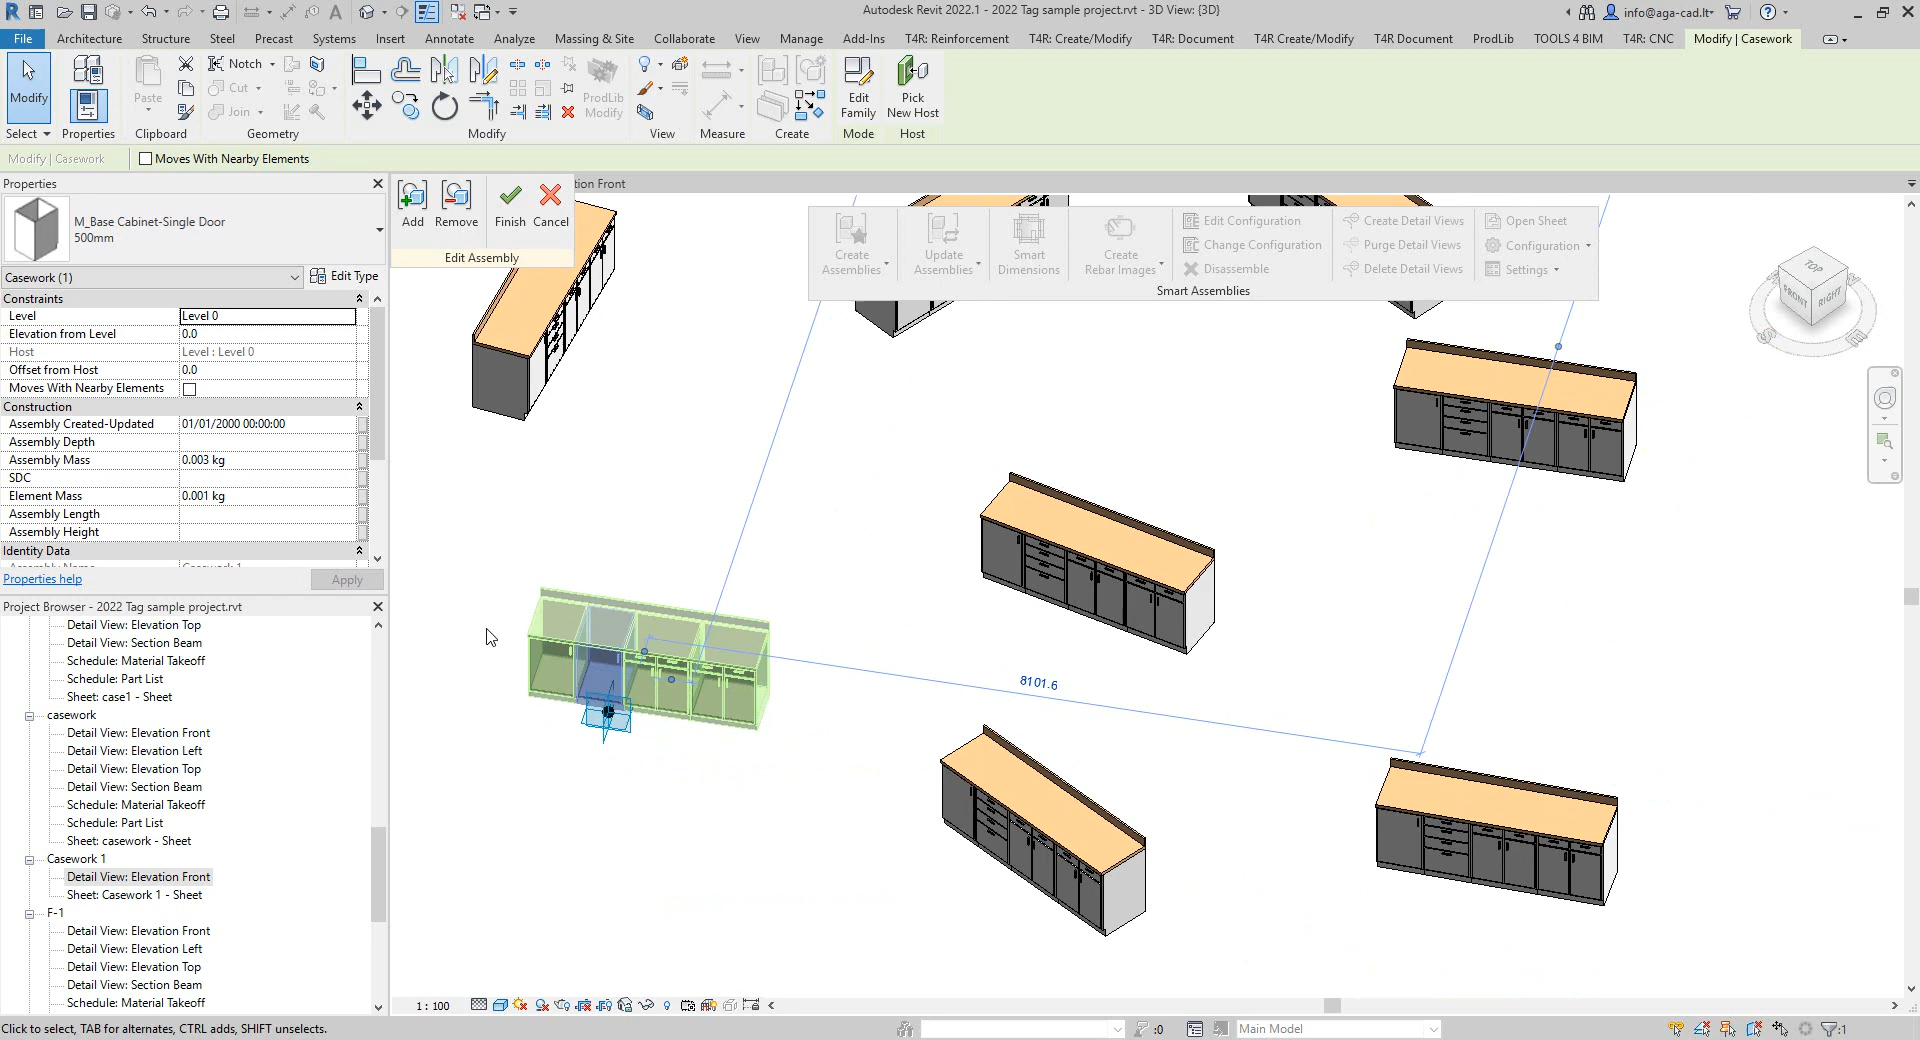 Autodesk Revit 2022.1 - 2022 Tag sample project.rvt - 3D View: {3D}
info@aga-cad.lt
File Architecture Structure Steel Precast Systems Insert Annotate Analyze Massing & Site Collaborate View Manage Add-Ins T4R: Reinforcement T4R: Create/Modify T4R: Document T4R Create/Modify T4R Document ProdLib TOOLS 4 BIM T4R: CNC Modify | Casework
Modify
Paste
Notch
Cut
Join
ProdLib
Modify
Edit
Family
Pick
New Host
Select Properties Clipboard Geometry Modify View Measure Create Mode Host
Modify | Casework Moves With Nearby Elements
Properties
M_Base Cabinet-Single Door
500mm
Casework (1) Edit Type
Constraints
Level Level 0
Elevation from Level 0.0
Host Level : Level 0
Offset from Host 0.0
Moves With Nearby Elements
Construction
Assembly Created-Updated 01/01/2000 00:00:00
Assembly Depth
Assembly Mass 0.003 kg
SDC
Element Mass 0.001 kg
Assembly Length
Assembly Height
Identity Data
Properties help Apply
Project Browser - 2022 Tag sample project.rvt
Detail View: Elevation Top
Detail View: Section Beam
Schedule: Material Takeoff
Schedule: Part List
Sheet: case1 - Sheet
casework
Detail View: Elevation Front
Detail View: Elevation Left
Detail View: Elevation Top
Detail View: Section Beam
Schedule: Material Takeoff
Schedule: Part List
Sheet: casework - Sheet
Casework 1
Detail View: Elevation Front
Sheet: Casework 1 - Sheet
F-1
Detail View: Elevation Front
Detail View: Elevation Left
Detail View: Elevation Top
Detail View: Section Beam
Schedule: Material Takeoff
tion Front
Add Remove Finish Cancel
Edit Assembly
Create
Assemblies
Update
Assemblies
Smart
Dimensions
Create
Rebar Images
Edit Configuration
Change Configuration
Disassemble
Create Detail Views
Purge Detail Views
Delete Detail Views
Open Sheet
Configuration
Settings
Smart Assemblies
TOP
FRONT
RIGHT
S
E
8101.6
1 : 100
Click to select, TAB for alternates, CTRL adds, SHIFT unselects.
:0
Main Model
:1